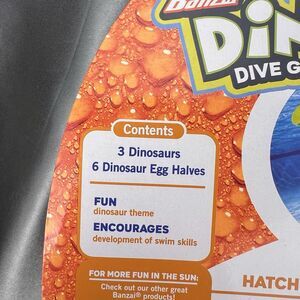 Banzai
DIVE G
Contents
3 Dinosaurs
6 Dinosaur Egg Halves
FUN
dinosaur theme
ENCOURAGES
development of swim skills
FOR MORE FUN IN THE SUN:
Check out our other great
Banzai® products!
HATCH